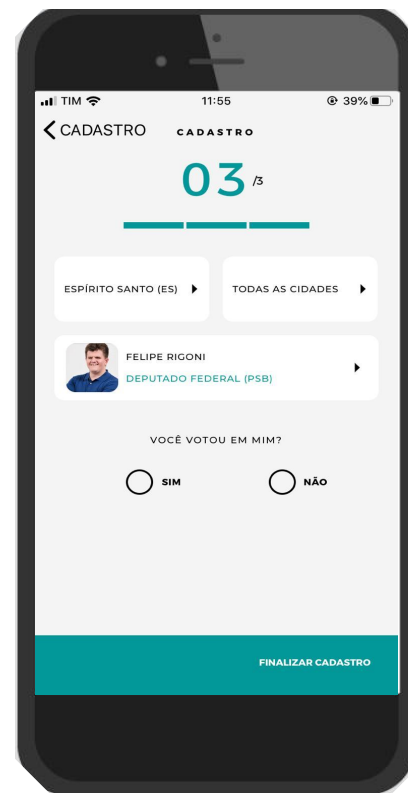 TIM 11:55 39%
CADASTRO CADASTRO
03 /3
ESPÍRITO SANTO (ES) TODAS AS CIDADES
FELIPE RIGONI
DEPUTADO FEDERAL (PSB)
VOCÊ VOTOU EM MIM?
SIM NÃO
FINALIZAR CADASTRO